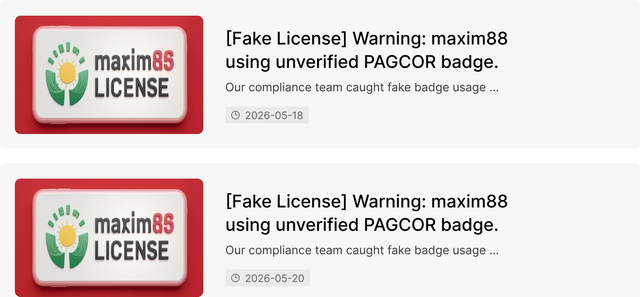 maxim88
LICENSE
[Fake License] Warning: maxim88
using unverified PAGCOR badge.
Our compliance team caught fake badge usage ...
2026-05-18
maxim88
LICENSE
[Fake License] Warning: maxim88
using unverified PAGCOR badge.
Our compliance team caught fake badge usage ...
2026-05-20